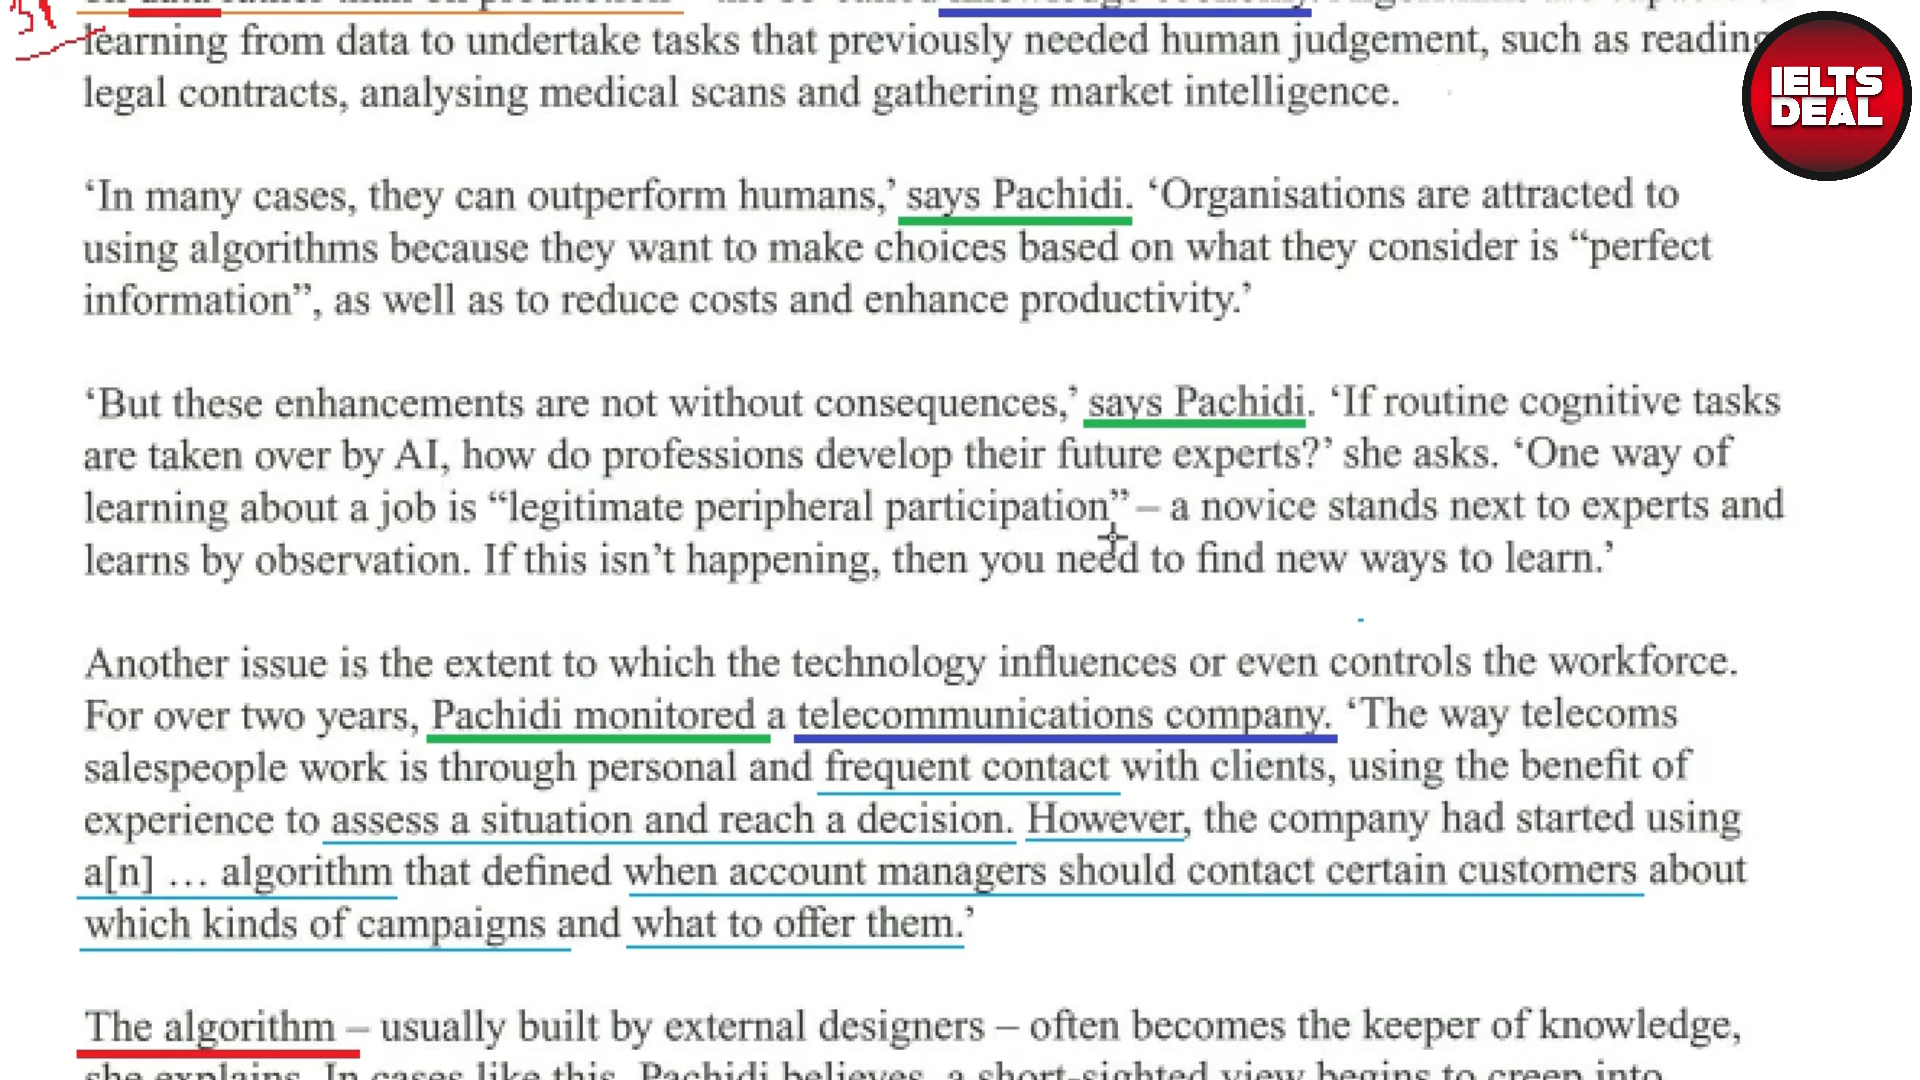 learning from data to undertake tasks that previously needed human judgement, such as reading
legal contracts, analysing medical scans and gathering market intelligence.
IELTS
DEAL
‘In many cases, they can outperform humans,’ says Pachidi. ‘Organisations are attracted to
using algorithms because they want to make choices based on what they consider is “perfect
information”, as well as to reduce costs and enhance productivity.’
‘But these enhancements are not without consequences,’ says Pachidi. ‘If routine cognitive tasks
are taken over by AI, how do professions develop their future experts?’ she asks. ‘One way of
learning about a job is “legitimate peripheral participation” – a novice stands next to experts and
learns by observation. If this isn’t happening, then you need to find new ways to learn.’
Another issue is the extent to which the technology influences or even controls the workforce.
For over two years, Pachidi monitored a telecommunications company. ‘The way telecoms
salespeople work is through personal and frequent contact with clients, using the benefit of
experience to assess a situation and reach a decision. However, the company had started using
a[n] … algorithm that defined when account managers should contact certain customers about
which kinds of campaigns and what to offer them.’
The algorithm – usually built by external designers – often becomes the keeper of knowledge,
she explains. In cases like this, Pachidi believes, a short-sighted view begins to creep into